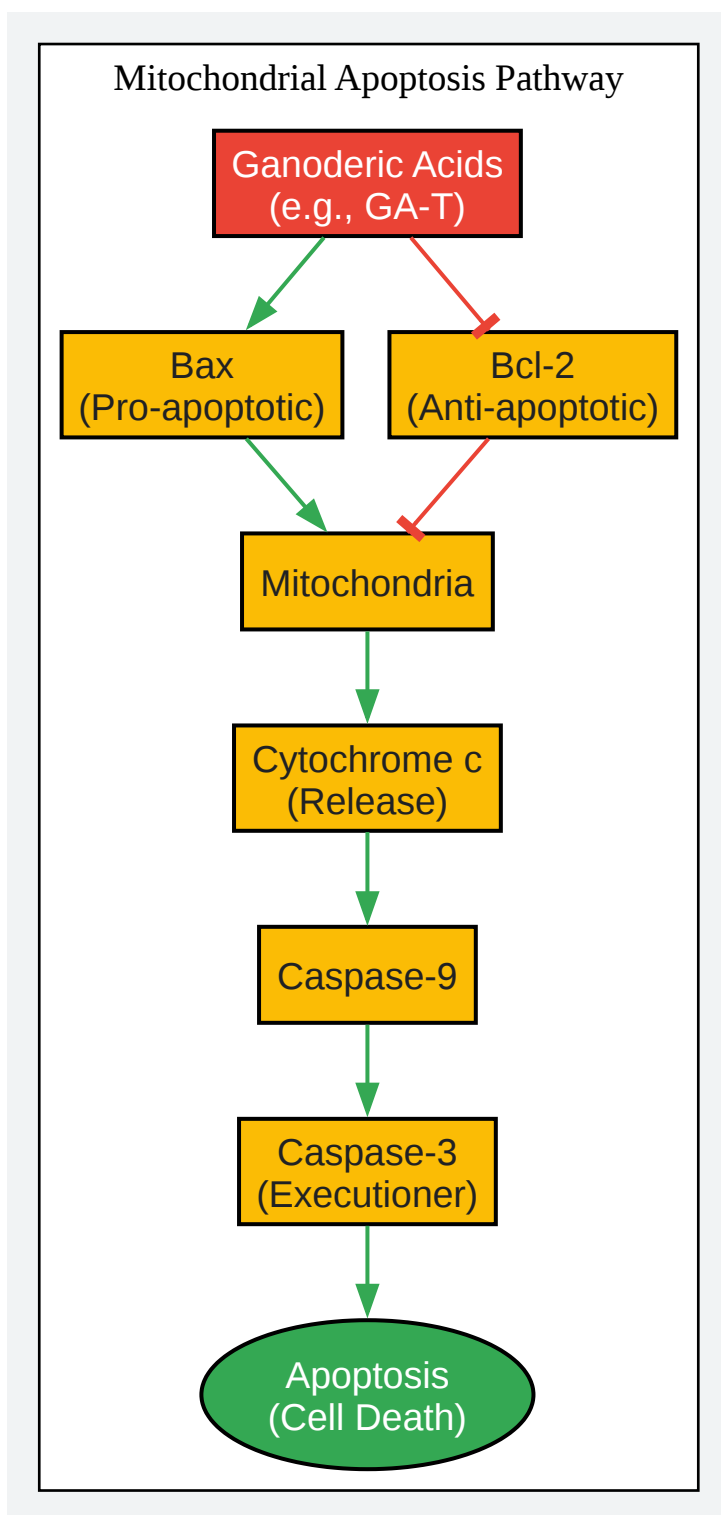 Mitochondrial Apoptosis Pathway
Ganoderic Acids
(e.g., GA-T)
Bax
(Pro-apoptotic)
Bcl-2
(Anti-apoptotic)
Mitochondria
Cytochrome c
(Release)
Caspase-9
Caspase-3
(Executioner)
Apoptosis
(Cell Death)